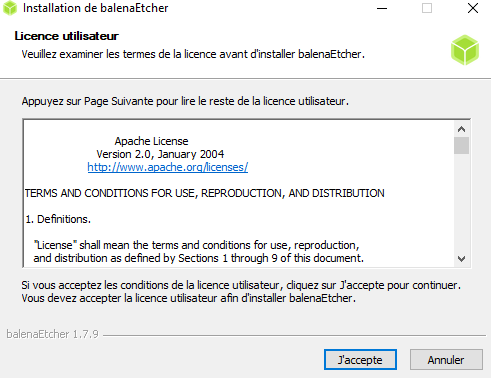 Installation de balenaEtcher
Licence utilisateur
Veuillez examiner les termes de la licence avant d'installer balenaEtcher.
Appuyez sur Page Suivante pour lire le reste de la licence utilisateur.
Apache License
Version 2.0, January 2004
http://www.apache.org/licenses/
TERMS AND CONDITIONS FOR USE, REPRODUCTION, AND DISTRIBUTION
1. Definitions.
"License" shall mean the terms and conditions for use, reproduction,
and distribution as defined by Sections 1 through 9 of this document.
Si vous acceptez les conditions de la licence utilisateur, cliquez sur J'accepte pour continuer.
Vous devez accepter la licence utilisateur afin d'installer balenaEtcher.
balenaEtcher 1.7.9
J'accepte
Annuler